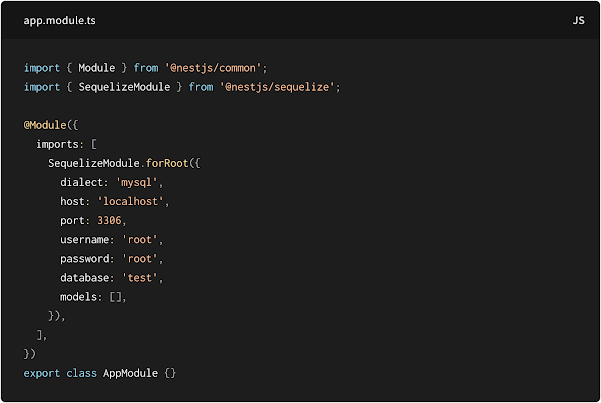 app.module.ts
JS
import { Module } from '@nestjs/common';
import { SequelizeModule } from '@nestjs/sequelize';
@Module({
  imports: [
    SequelizeModule.forRoot({
      dialect: 'mysql',
      host: 'localhost',
      port: 3306,
      username: 'root',
      password: 'root',
      database: 'test',
      models: [],
    }),
  ],
})
export class AppModule {}